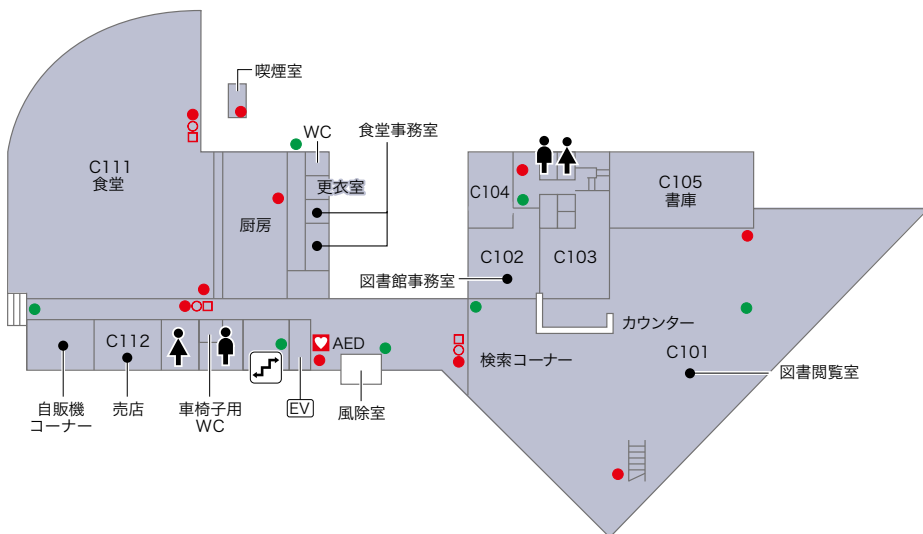 喫煙室
WC
食堂事務室
C111
食堂
更衣室
厨房
C104
C105
書庫
C102
C103
図書館事務室
カウンター
C112
AED
検索コーナー
C101
図書閲覧室
自販機
コーナー
売店
車椅子用
WC
EV
風除室